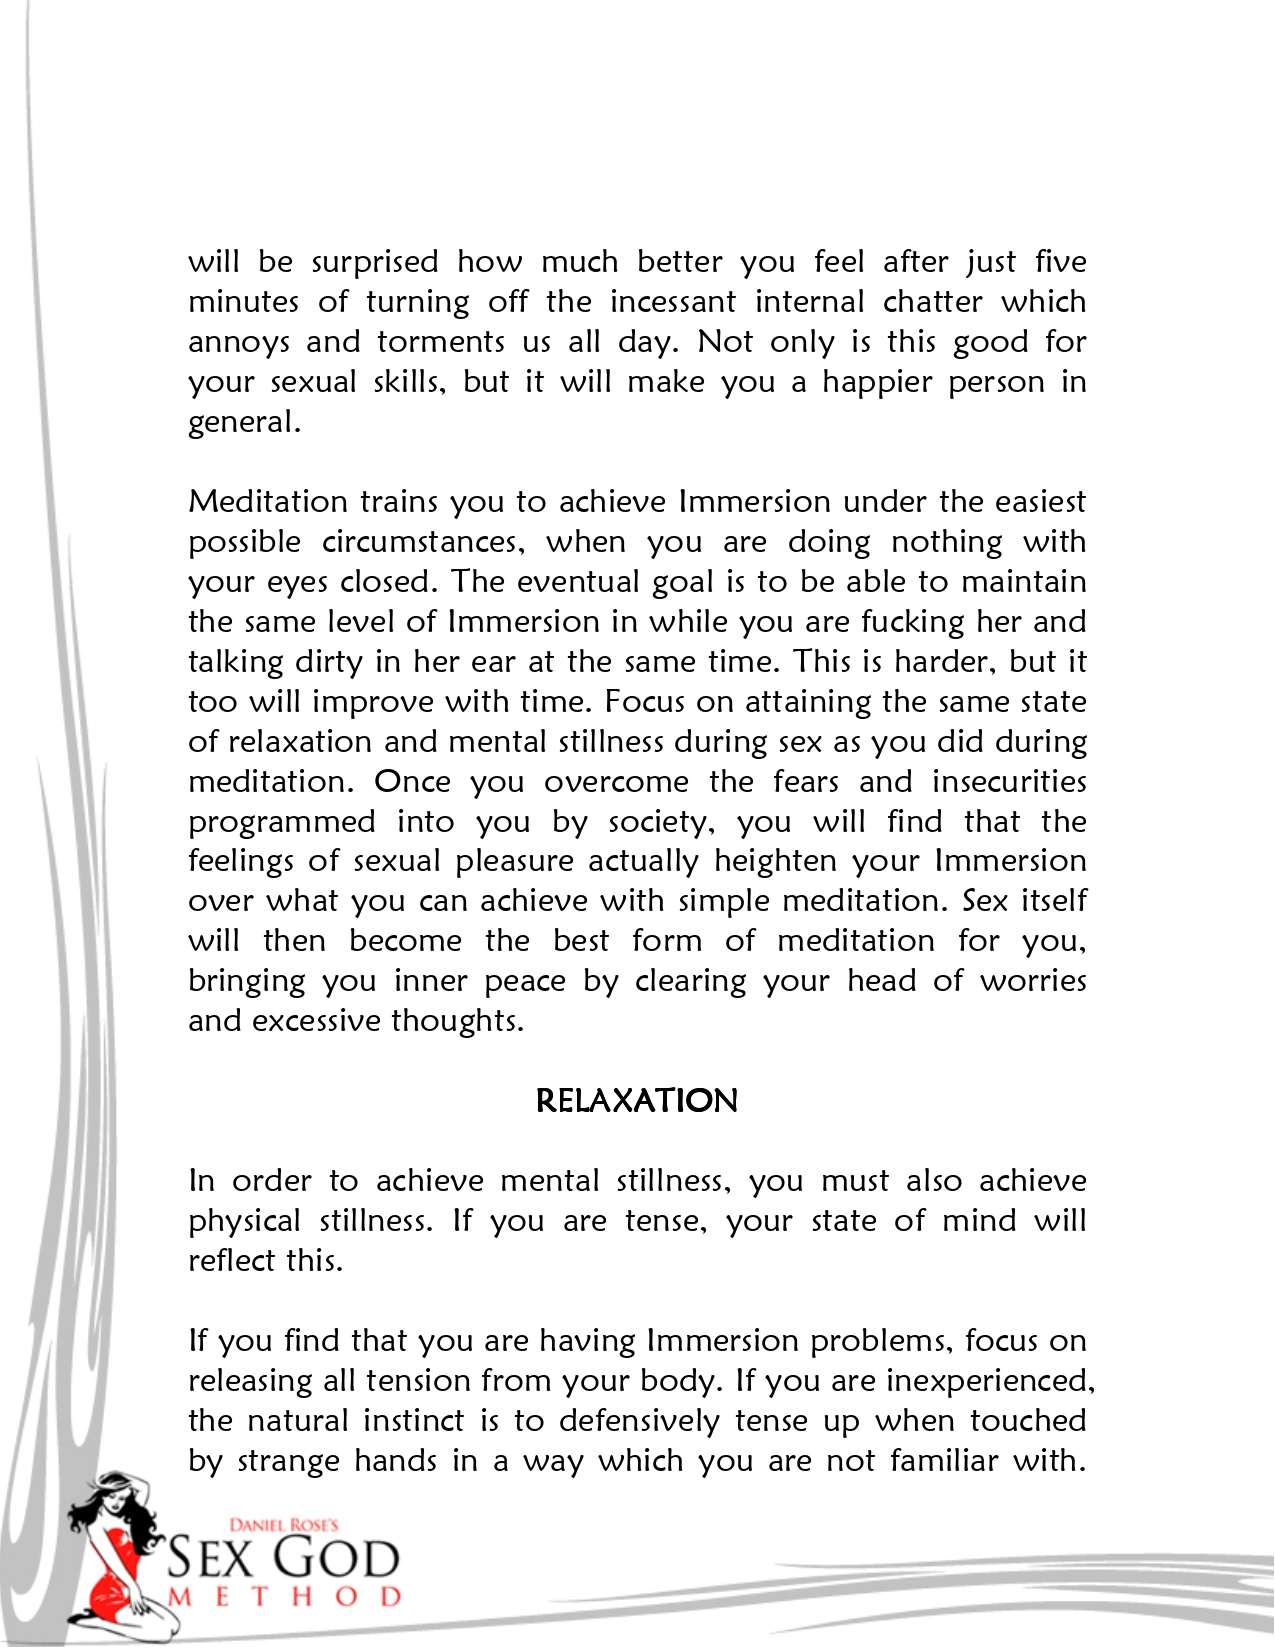 will be surprised how much better you feel after just five
minutes of turning off the incessant internal chatter which
annoys and torments us all day. Not only is this good for
your sexual skills, but it will make you a happier person in
general.
Meditation trains you to achieve Immersion under the easiest
possible circumstances, when you are doing nothing with
your eyes closed. The eventual goal is to be able to maintain
the same level of Immersion in while you are fucking her and
talking dirty in her ear at the same time. This is harder, but it
too will improve with time. Focus on attaining the same state
of relaxation and mental stillness during sex as you did during
meditation. Once you overcome the fears and insecurities
programmed into you by society, you will find that the
feelings of sexual pleasure actually heighten your Immersion
over what you can achieve with simple meditation. Sex itself
will then become the best form of meditation for you,
bringing you inner peace by clearing your head of worries
and excessive thoughts.
RELAXATION
In order to achieve mental stillness, you must also achieve
physical stillness. If you are tense, your state of mind will
reflect this.
If you find that you are having Immersion problems, focus on
releasing all tension from your body. If you are inexperienced,
the natural instinct is to defensively tense up when touched
by strange hands in a way which you are not familiar with.
DANIEL ROSE'S
SEX GOD
METHOD